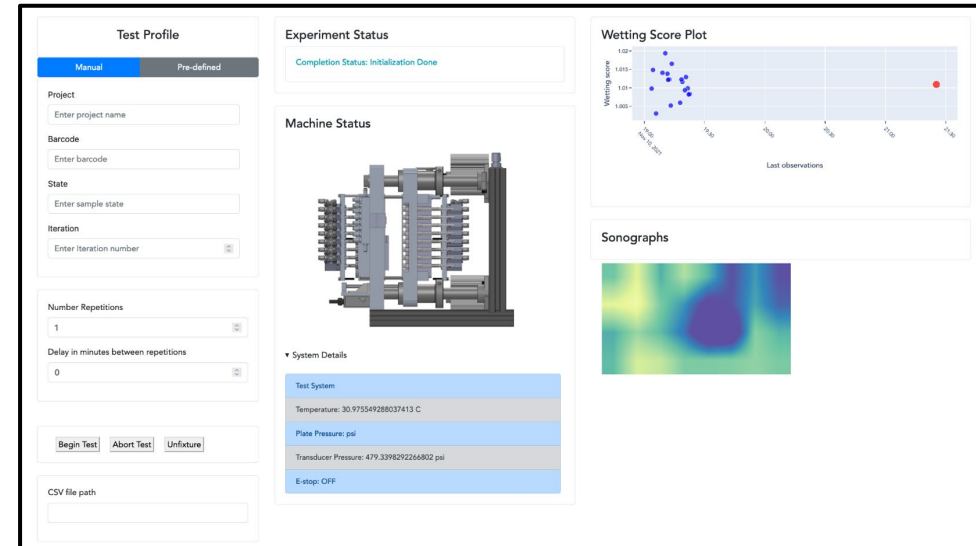 Test Profile
Manual
Pre-defined
Project
Enter project name
Barcode
Enter barcode
State
Enter sample state
Iteration
Enter iteration number
Number Repetitions
1
Delay in minutes between repetitions
0
Begin Test
Abort Test
Unfixture
CSV file path
Experiment Status
Completion Status: Initialization Done
Machine Status
▾ System Details
Test System
Temperature: 30.975549288037413 C
Plate Pressure: psi
Transducer Pressure: 479.3398292266802 psi
E-stop: OFF
Wetting Score Plot
Wetting score
1.02
1.015
1.01
1.005
19:00
Nov 10, 2021
19:30
20:00
20:30
21:00
21:30
Last observations
Sonographs